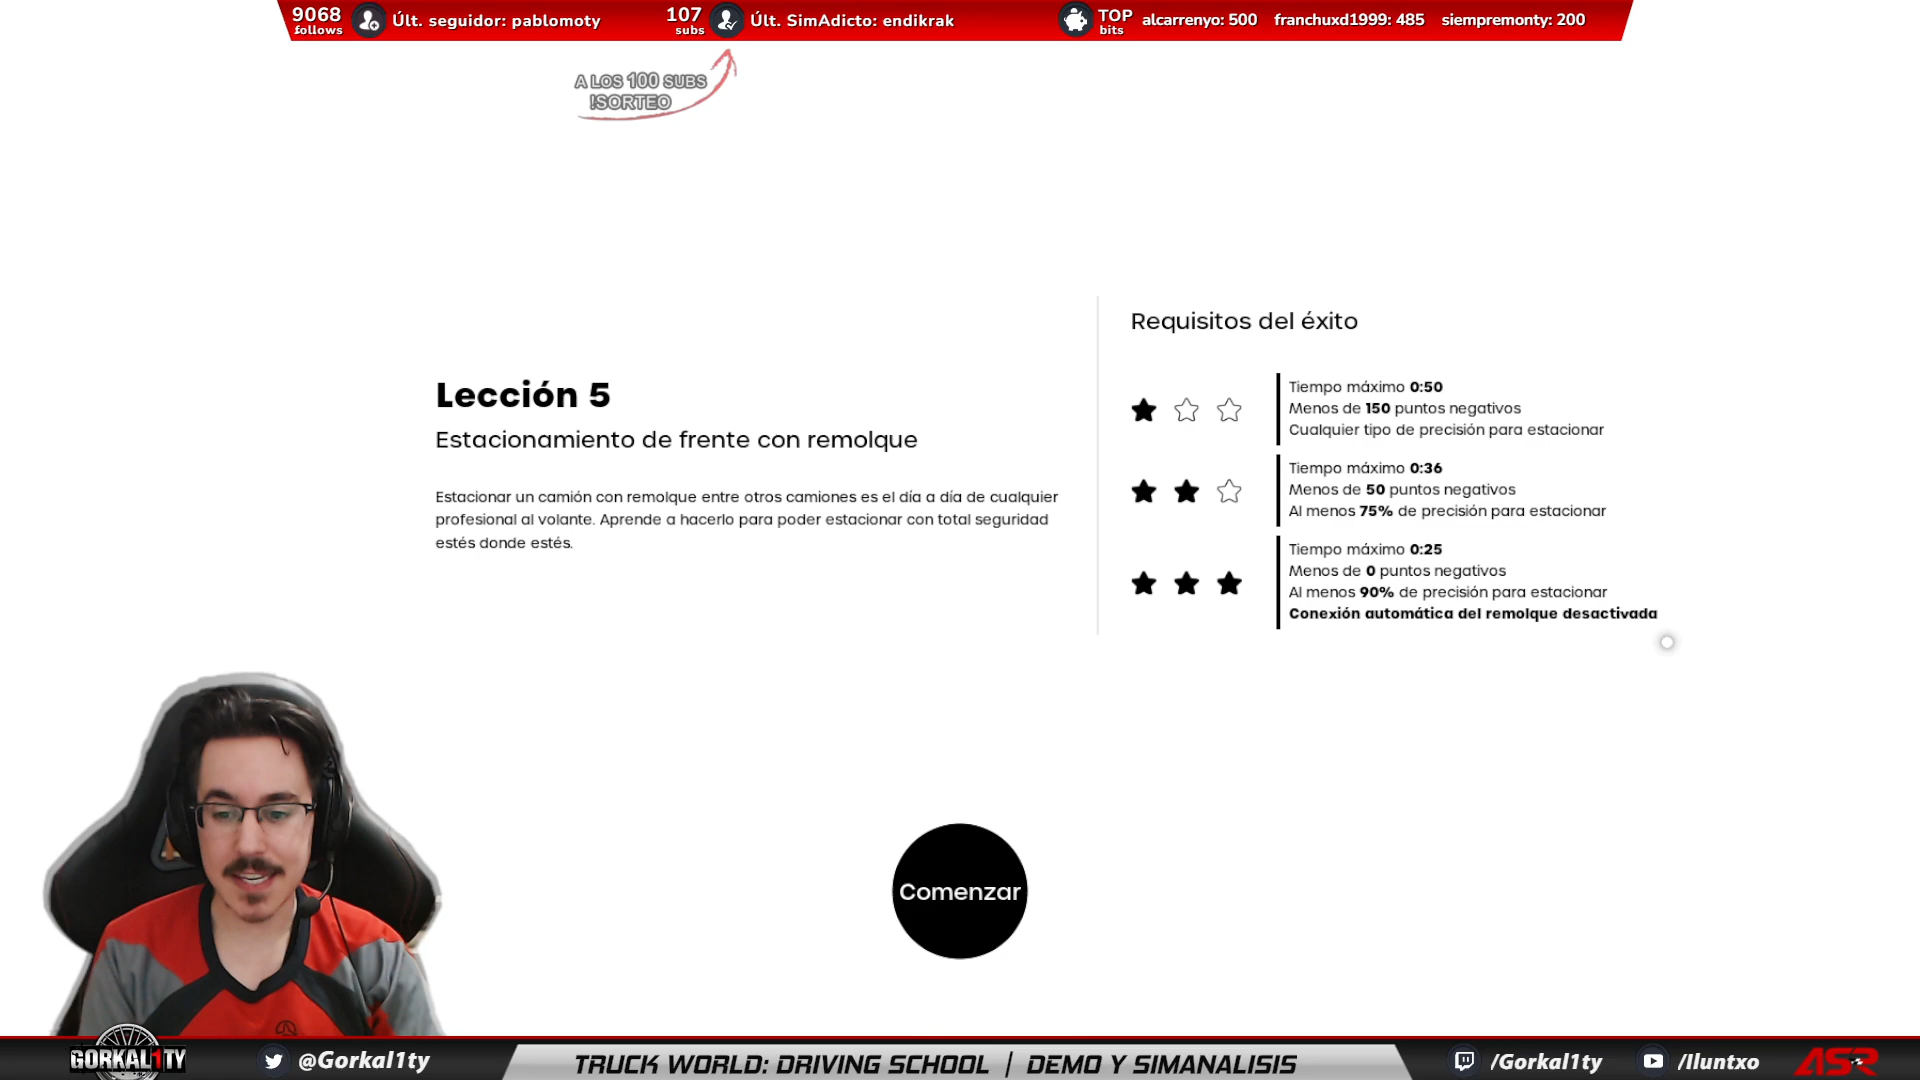 9068 follows
Últ. seguidor: pablomoty
107 subs
Últ. SimAdicto: endikrak
TOP bits
alcarrenyo: 500 franchuxd1999: 485 siempremonty: 200
A LOS 100 SUBS
!SORTEO
Lección 5
Estacionamiento de frente con remolque
Estacionar un camión con remolque entre otros camiones es el día a día de cualquier
profesional al volante. Aprende a hacerlo para poder estacionar con total seguridad
estés donde estés.
Requisitos del éxito
Tiempo máximo 0:50
Menos de 150 puntos negativos
Cualquier tipo de precisión para estacionar
Tiempo máximo 0:36
Menos de 50 puntos negativos
Al menos 75% de precisión para estacionar
Tiempo máximo 0:25
Menos de 0 puntos negativos
Al menos 90% de precisión para estacionar
Conexión automática del remolque desactivada
Comenzar
GORKAL1TY
@Gorkal1ty
TRUCK WORLD: DRIVING SCHOOL | DEMO Y SIMANALISIS
/Gorkal1ty
/Iluntxo
ASR